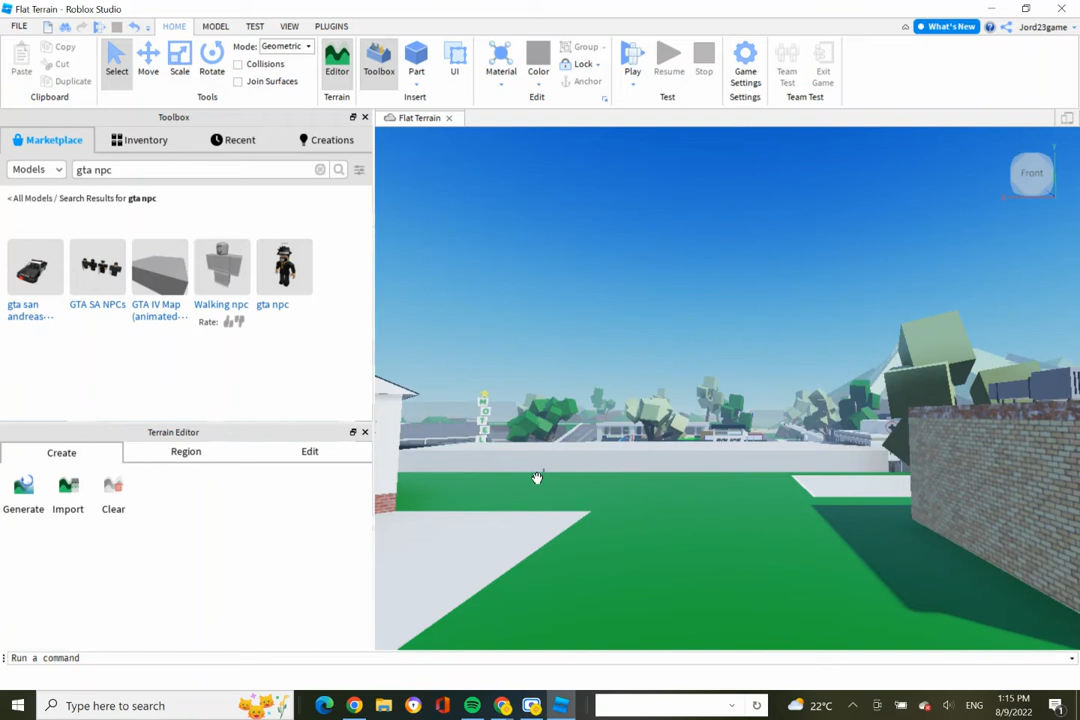 Flat Terrain - Roblox Studio
FILE
HOME
MODEL
TEST
VIEW
PLUGINS
What's New
Jord23game
Paste
Copy
Cut
Duplicate
Clipboard
Select
Move
Scale
Rotate
Mode: Geometric
Collisions
Join Surfaces
Tools
Editor
Terrain
Toolbox
Part
UI
Insert
Material
Color
Group
Lock
Anchor
Edit
Play
Resume
Stop
Test
Game Settings
Settings
Team Test
Exit Game
Team Test
Toolbox
Flat Terrain
Marketplace
Inventory
Recent
Creations
Models
gta npc
< All Models / Search Results for gta npc
gta san andreas···
GTA SA NPCs
GTA IV Map (animated···
Walking npc
gta npc
Rate:
Front
Y
MOTE
Terrain Editor
Create
Region
Edit
Generate
Import
Clear
Run a command
Type here to search
22°C
ENG
1:15 PM
8/9/2022
1